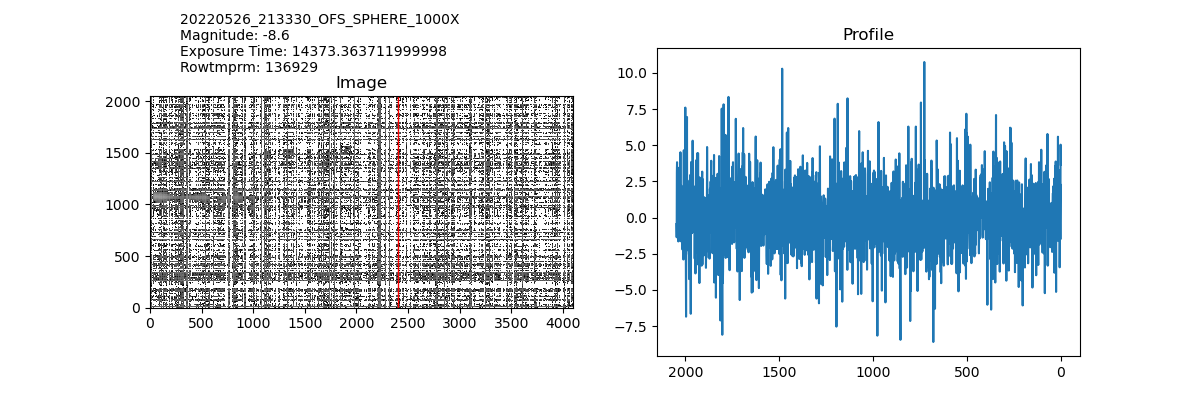 20220526_213330_OFS_SPHERE_1000X
Magnitude: -8.6
Exposure Time: 14373.363711999998
Rowtmprm: 136929
Image
2000
1500
1000
500
0
0 500 1000 1500 2000 2500 3000 3500 4000
Profile
10.0
7.5
5.0
2.5
0.0
−2.5
−5.0
−7.5
2000 1500 1000 500 0